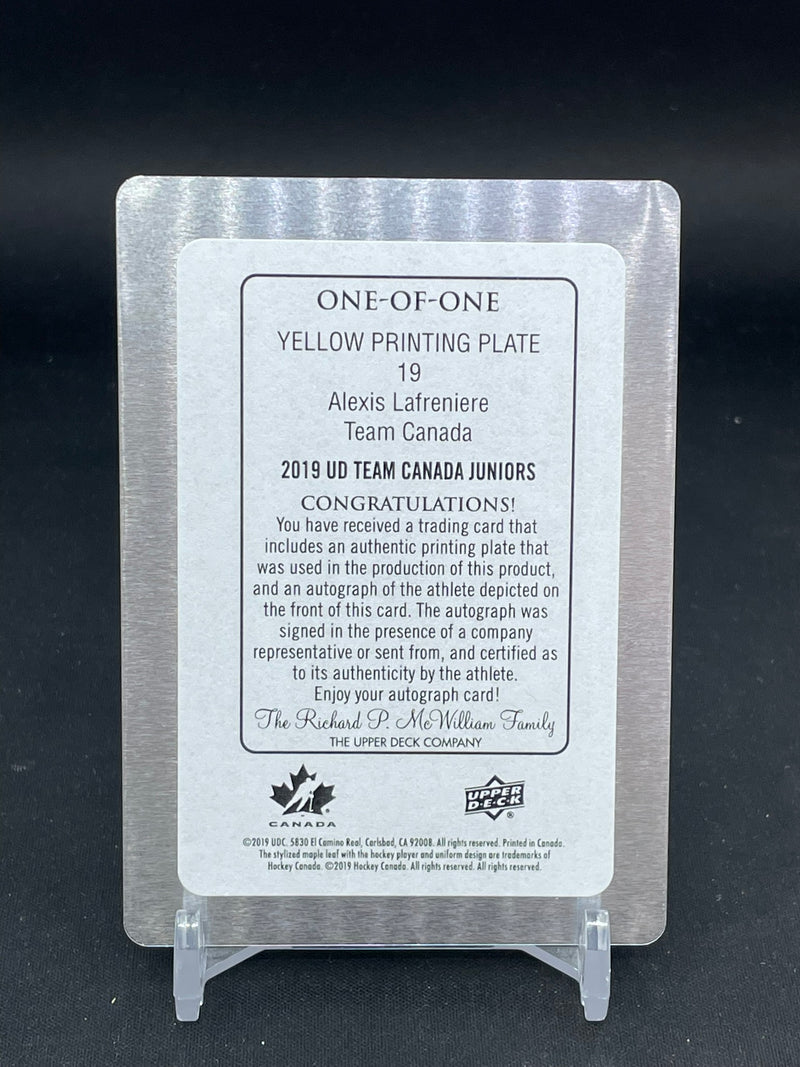 ONE-OF-ONE
YELLOW PRINTING PLATE
19
Alexis Lafreniere
Team Canada
2019 UD TEAM CANADA JUNIORS
CONGRATULATIONS!
You have received a trading card that
includes an authentic printing plate that
was used in the production of this product,
and an autograph of the athlete depicted on
the front of this card. The autograph was
signed in the presence of a company
representative or sent from, and certified as
to its authenticity by the athlete.
Enjoy your autograph card!
The Richard P. McWilliam Family
THE UPPER DECK COMPANY
CANADA
UPPER
D·E·C·K
®
©2019 UDC. 5830 El Camino Real, Carlsbad, CA 92008. All rights reserved. Printed in Canada.
The stylized maple leaf with the hockey player and uniform design are trademarks of
Hockey Canada. ©2019 Hockey Canada. All rights reserved. All rights reserved.